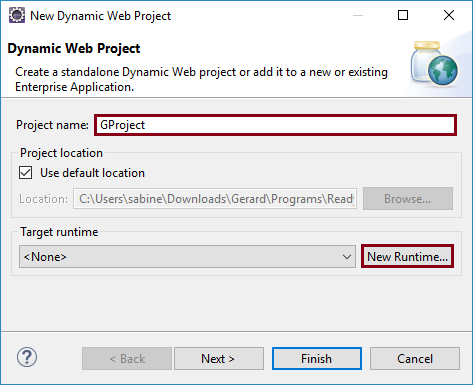 New Dynamic Web Project
Dynamic Web Project
Create a standalone Dynamic Web project or add it to a new or existing
Enterprise Application.
Project name: GProject
Project location
Use default location
Location: C:\Users\sabine\Downloads\Gerard\Programs\Read Browse...
Target runtime
<None> New Runtime...
? < Back Next > Finish Cancel